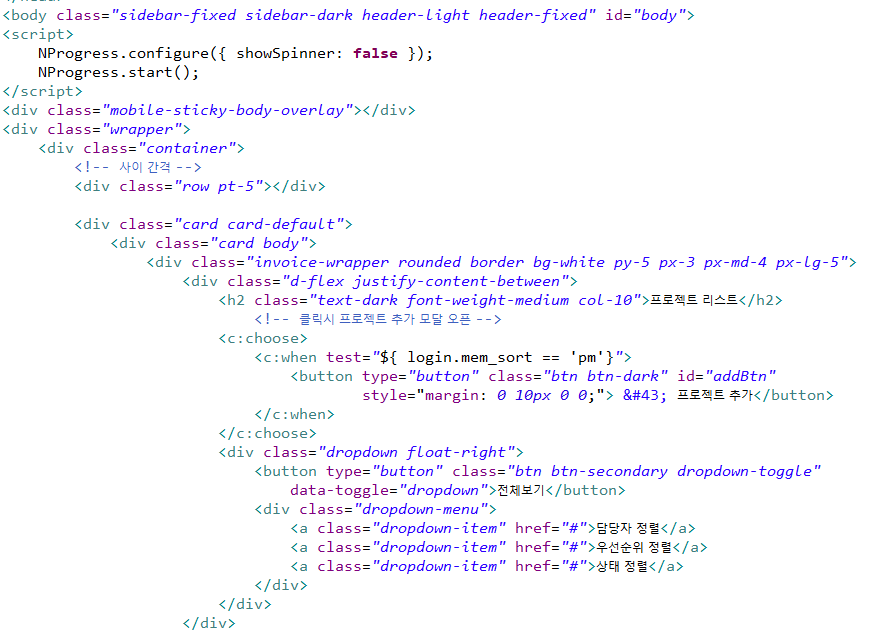 <body class="sidebar-fixed sidebar-dark header-light header-fixed" id="body">
<script>
    NProgress.configure({ showSpinner: false });
    NProgress.start();
</script>
<div class="mobile-sticky-body-overlay"></div>
<div class="wrapper">
    <div class="container">
        <!-- 사이 간격 -->
        <div class="row pt-5"></div>

        <div class="card card-default">
            <div class="card body">
                <div class="invoice-wrapper rounded border bg-white py-5 px-3 px-md-4 px-lg-5">
                    <div class="d-flex justify-content-between">
                        <h2 class="text-dark font-weight-medium col-10">프로젝트 리스트</h2>
                            <!-- 클릭시 프로젝트 추가 모달 오픈 -->
                        <c:choose>
                            <c:when test="${ login.mem_sort == 'pm'}">
                                <button type="button" class="btn btn-dark" id="addBtn"
                                        style="margin: 0 10px 0 0;"> &#43; 프로젝트 추가</button>
                            </c:when>
                        </c:choose>
                        <div class="dropdown float-right">
                            <button type="button" class="btn btn-secondary dropdown-toggle"
                                data-toggle="dropdown">전체보기</button>
                            <div class="dropdown-menu">
                                <a class="dropdown-item" href="#">담당자 정렬</a>
                                <a class="dropdown-item" href="#">우선순위 정렬</a>
                                <a class="dropdown-item" href="#">상태 정렬</a>
                            </div>
                        </div>
                    </div>